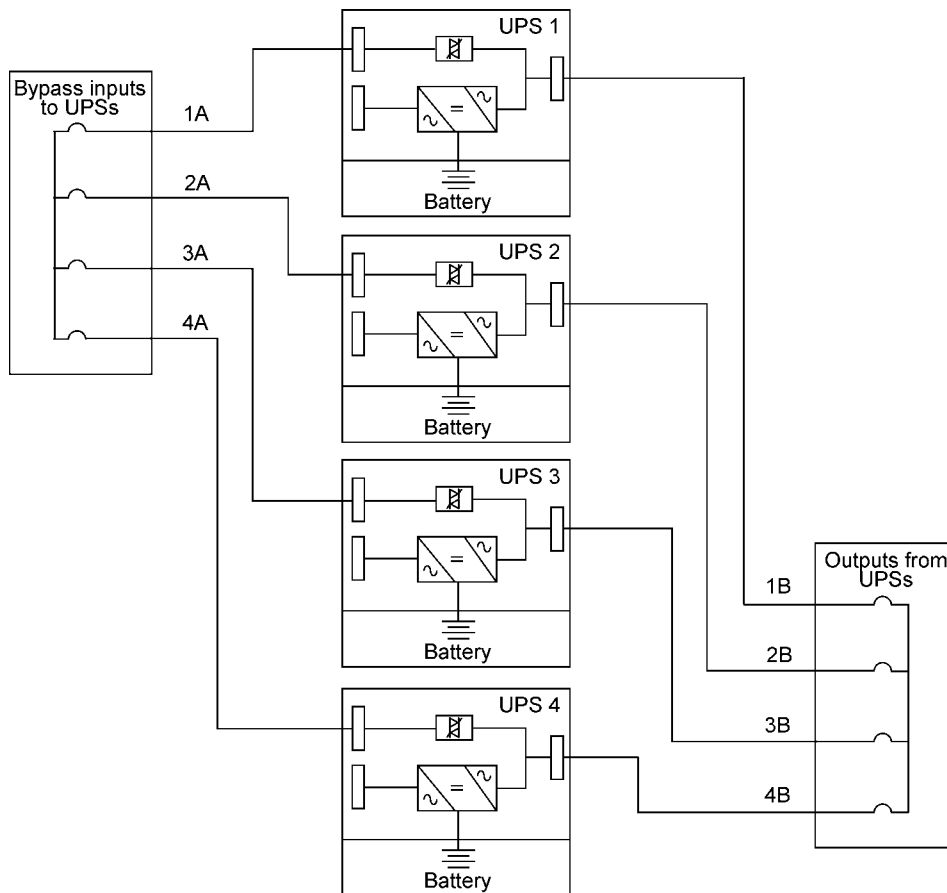 Bypass inputs
to UPSs
1A
2A
3A
4A
UPS 1
=
Battery
UPS 2
=
Battery
UPS 3
=
Battery
UPS 4
=
Battery
Outputs from
UPSs
1B
2B
3B
4B